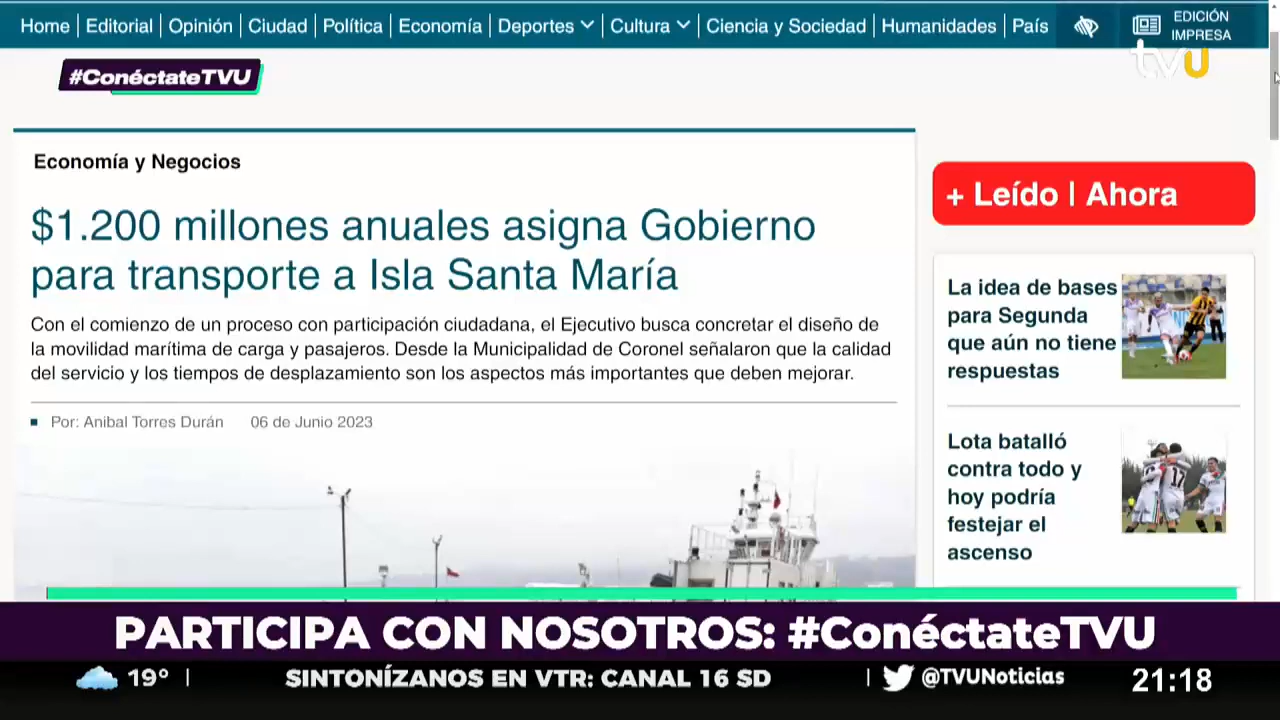 Home | Editorial | Opinión | Ciudad | Política | Economía | Deportes | Cultura | Ciencia y Sociedad | Humanidades | País
EDICIÓN
IMPRESA
tvU
#ConéctateTVU
Economía y Negocios
$1.200 millones anuales asigna Gobierno
para transporte a Isla Santa María
Con el comienzo de un proceso con participación ciudadana, el Ejecutivo busca concretar el diseño de
la movilidad marítima de carga y pasajeros. Desde la Municipalidad de Coronel señalaron que la calidad
del servicio y los tiempos de desplazamiento son los aspectos más importantes que deben mejorar.
Por: Anibal Torres Durán 06 de Junio 2023
+ Leído | Ahora
La idea de bases
para Segunda
que aún no tiene
respuestas
Lota batalló
contra todo y
hoy podría
festejar el
ascenso
17
PARTICIPA CON NOSOTROS: #ConéctateTVU
19° | SINTONÍZANOS EN VTR: CANAL 16 SD | @TVUNoticias 21:18